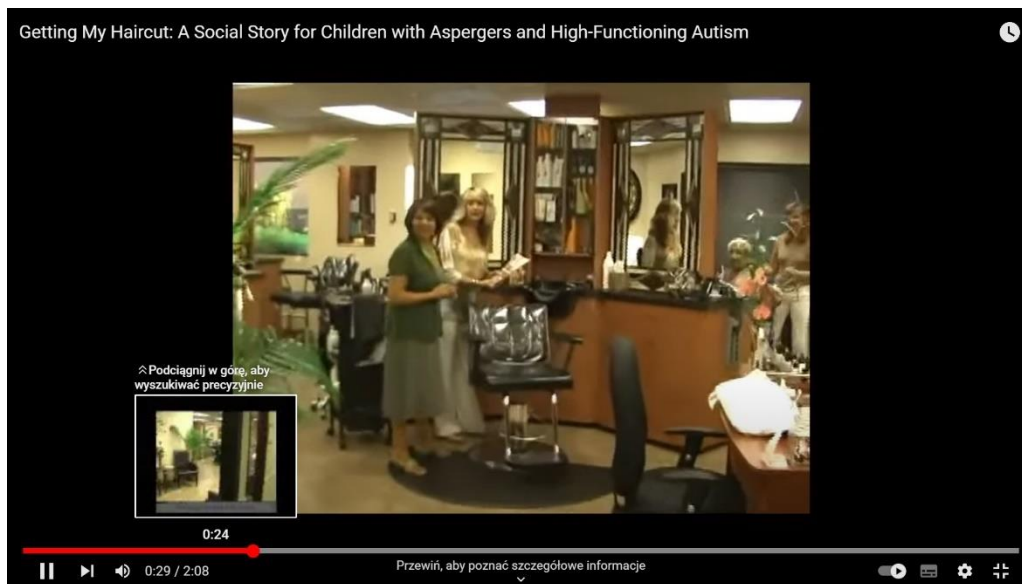 Getting My Haircut: A Social Story for Children with Aspergers and High-Functioning Autism
Podciągnij w górę, aby
wyszukiwać precyzyjnie
0:24
0:29 / 2:08
Przewiń, aby poznać szczegółowe informacje